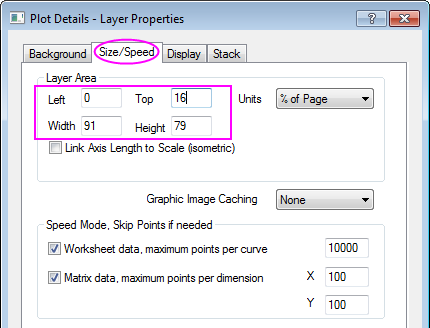 Plot Details - Layer Properties
Background Size/Speed Display Stack
Layer Area
Left 0 Top 16 Units % of Page
Width 91 Height 79
Link Axis Length to Scale (isometric)
Graphic Image Caching None
Speed Mode, Skip Points if needed
Worksheet data, maximum points per curve 10000
Matrix data, maximum points per dimension X 100
Y 100